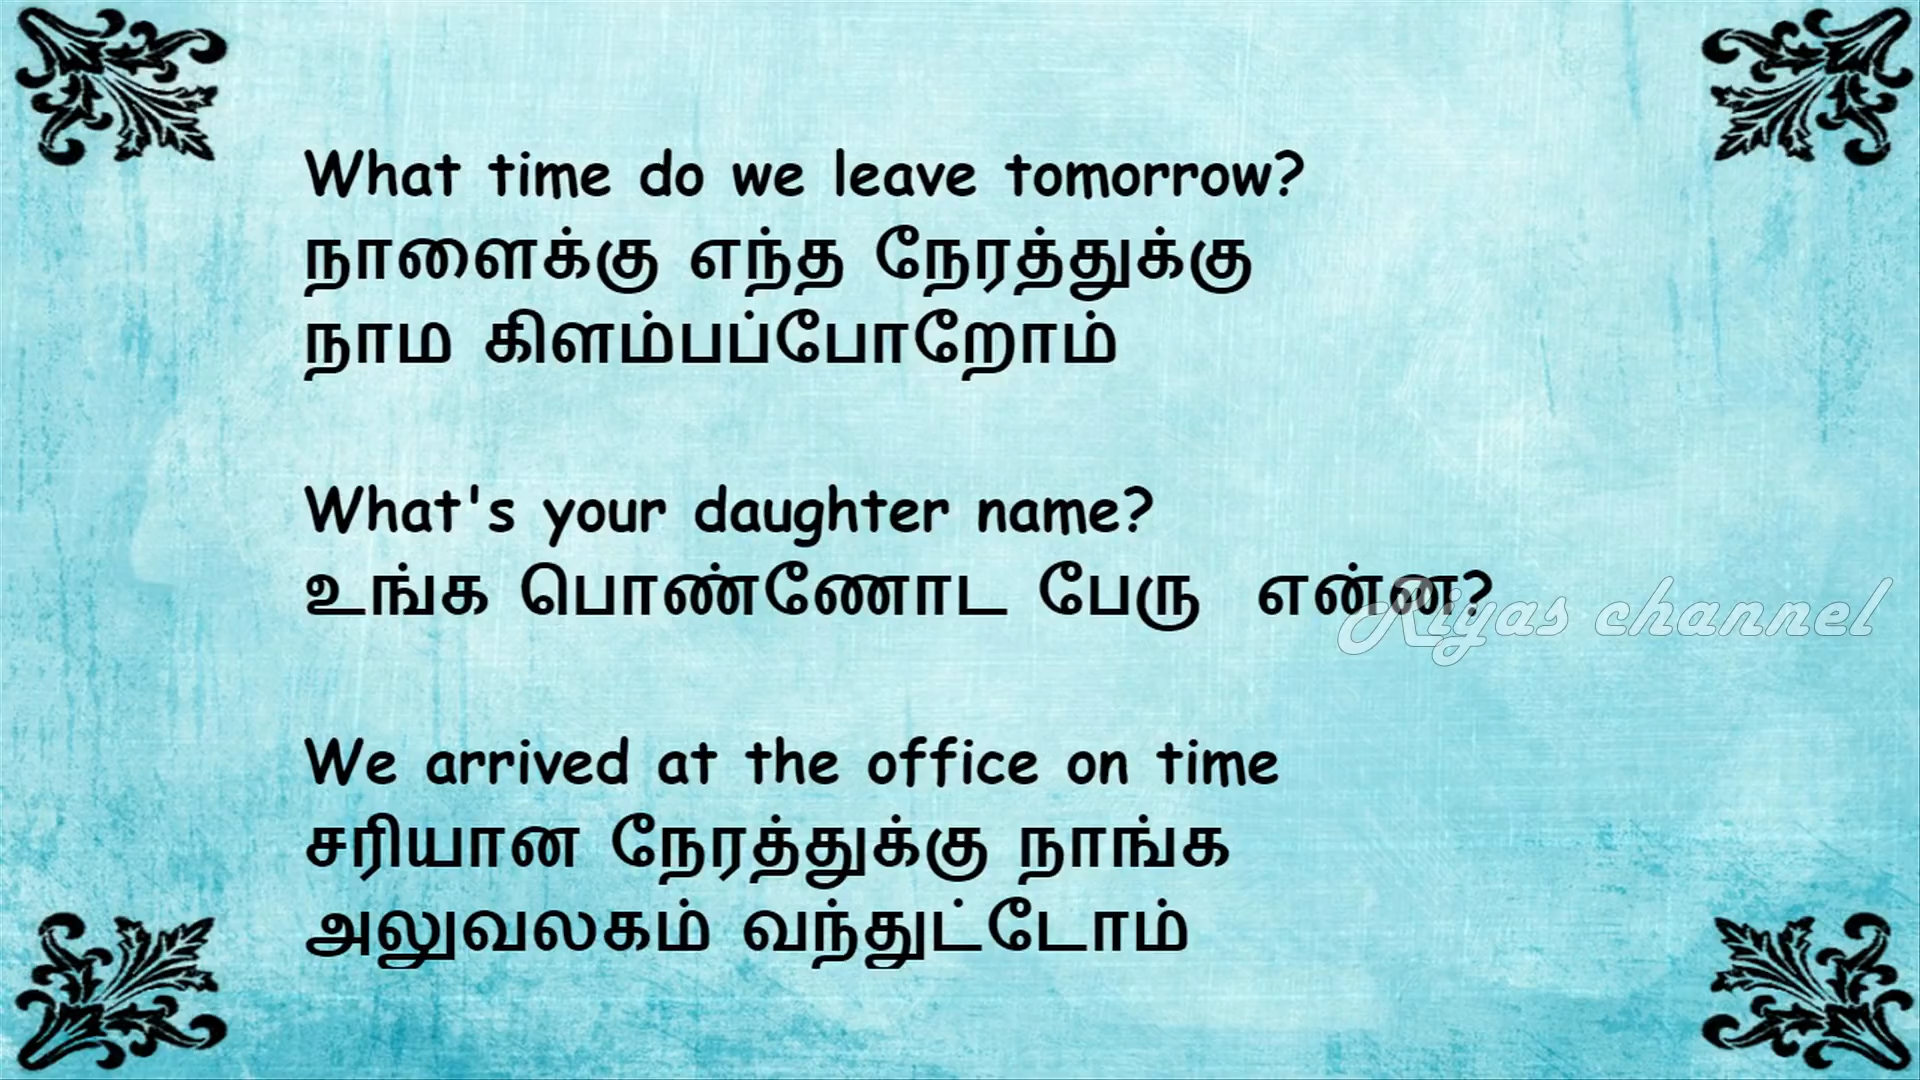 What time do we leave tomorrow?
நாளைக்கு எந்த நேரத்துக்கு
நாம கிளம்பப்போறோம்
What's your daughter name?
உங்க பொண்ணோட பேரு என்ன?
Riyas channel
We arrived at the office on time
சரியான நேரத்துக்கு நாங்க
அலுவலகம் வந்துட்டோம்